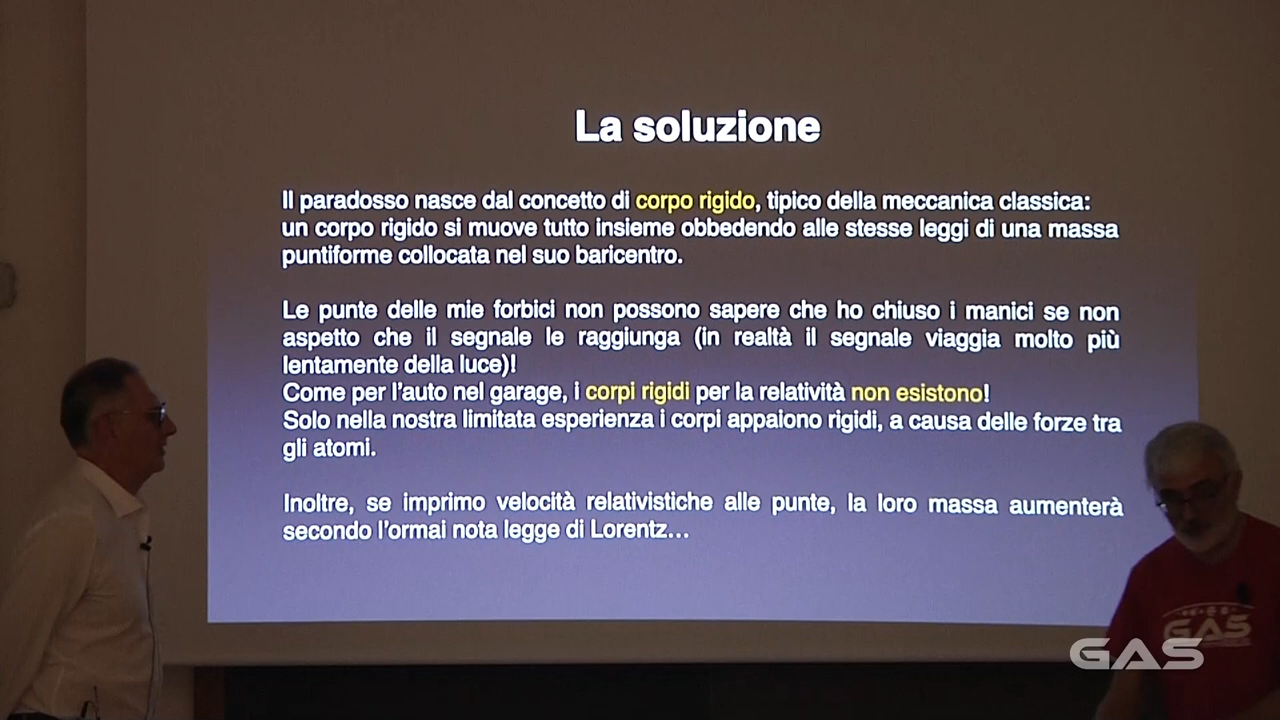 La soluzione
Il paradosso nasce dal concetto di corpo rigido, tipico della meccanica classica:
un corpo rigido si muove tutto insieme obbedendo alle stesse leggi di una massa
puntiforme collocata nel suo baricentro.
Le punte delle mie forbici non possono sapere che ho chiuso i manici se non
aspetto che il segnale le raggiunga (in realtà il segnale viaggia molto più
lentamente della luce)!
Come per l'auto nel garage, i corpi rigidi per la relatività non esistono!
Solo nella nostra limitata esperienza i corpi appaiono rigidi, a causa delle forze tra
gli atomi.
Inoltre, se imprimo velocità relativistiche alle punte, la loro massa aumenterà
secondo l'ormai nota legge di Lorentz...
GAS
GAS